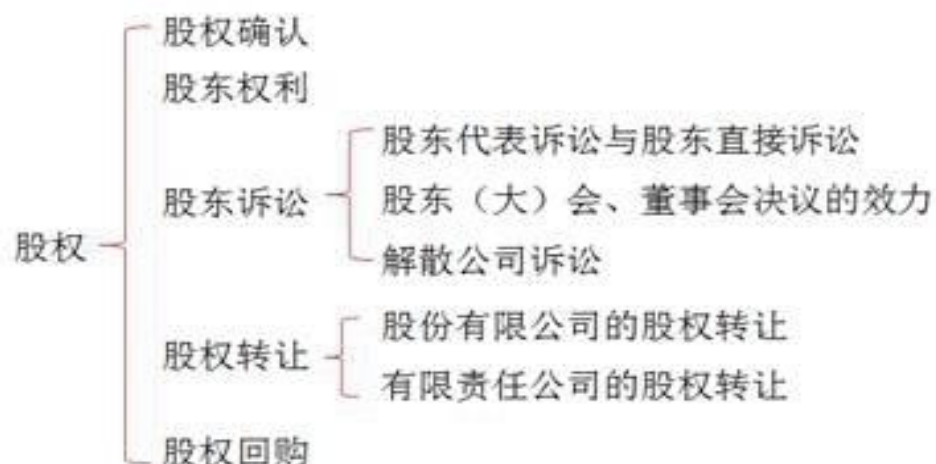 股权
股权确认
股东权利
股东诉讼
股东代表诉讼与股东直接诉讼
股东（大）会、董事会决议的效力
解散公司诉讼
股权转让
股份有限公司的股权转让
有限责任公司的股权转让
股权回购